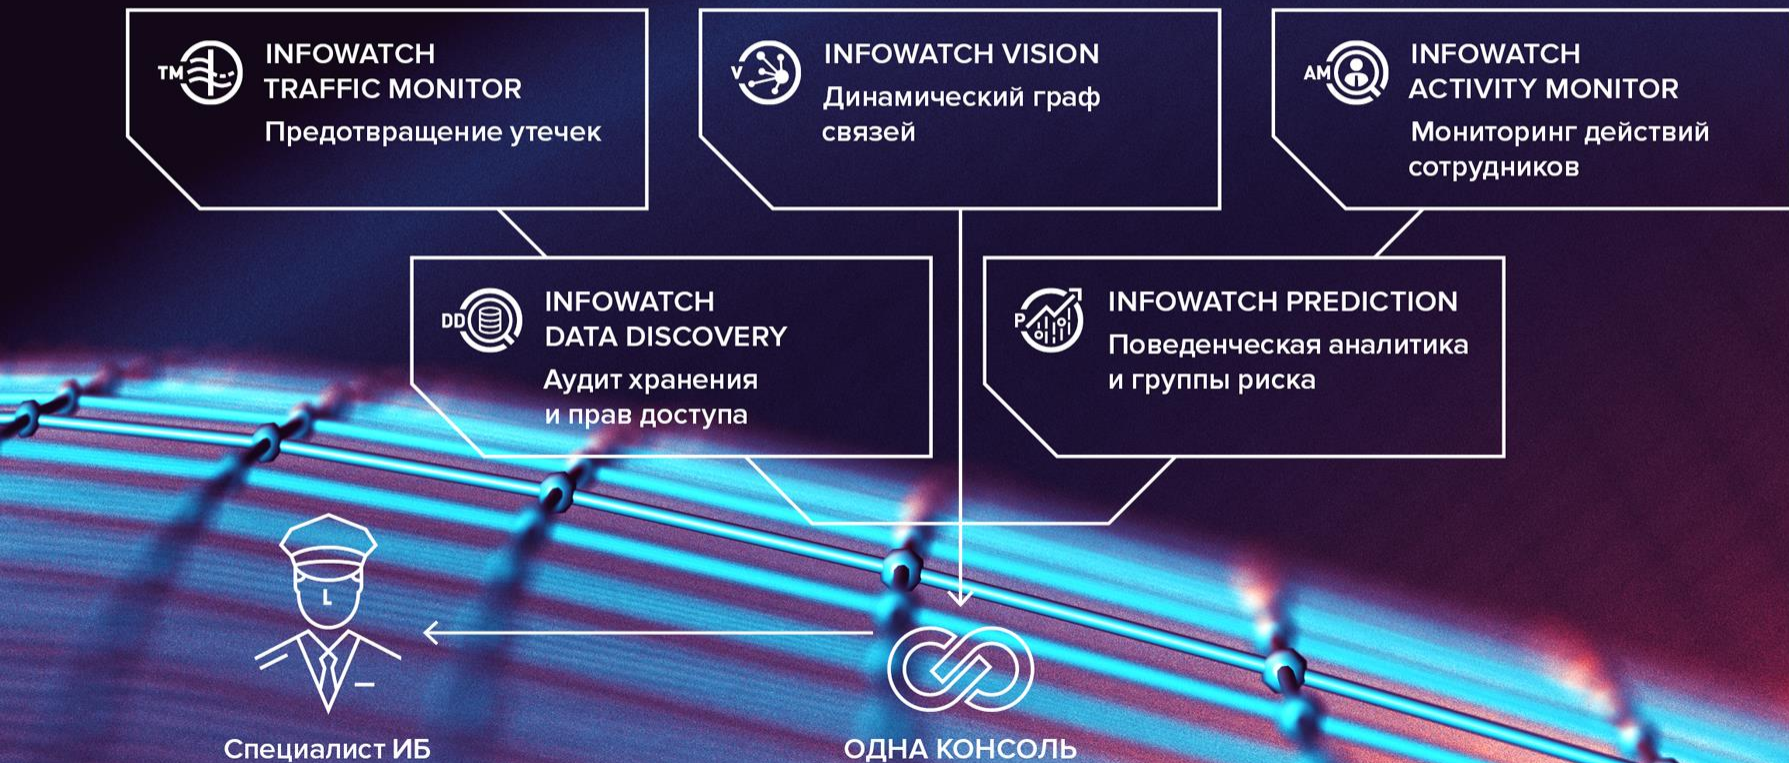 TM
INFOWATCH
TRAFFIC MONITOR
Предотвращение утечек
V
INFOWATCH VISION
Динамический граф
связей
AM
INFOWATCH
ACTIVITY MONITOR
Мониторинг действий
сотрудников
DD
INFOWATCH
DATA DISCOVERY
Аудит хранения
и прав доступа
P
INFOWATCH PREDICTION
Поведенческая аналитика
и группы риска
Специалист ИБ
ОДНА КОНСОЛЬ